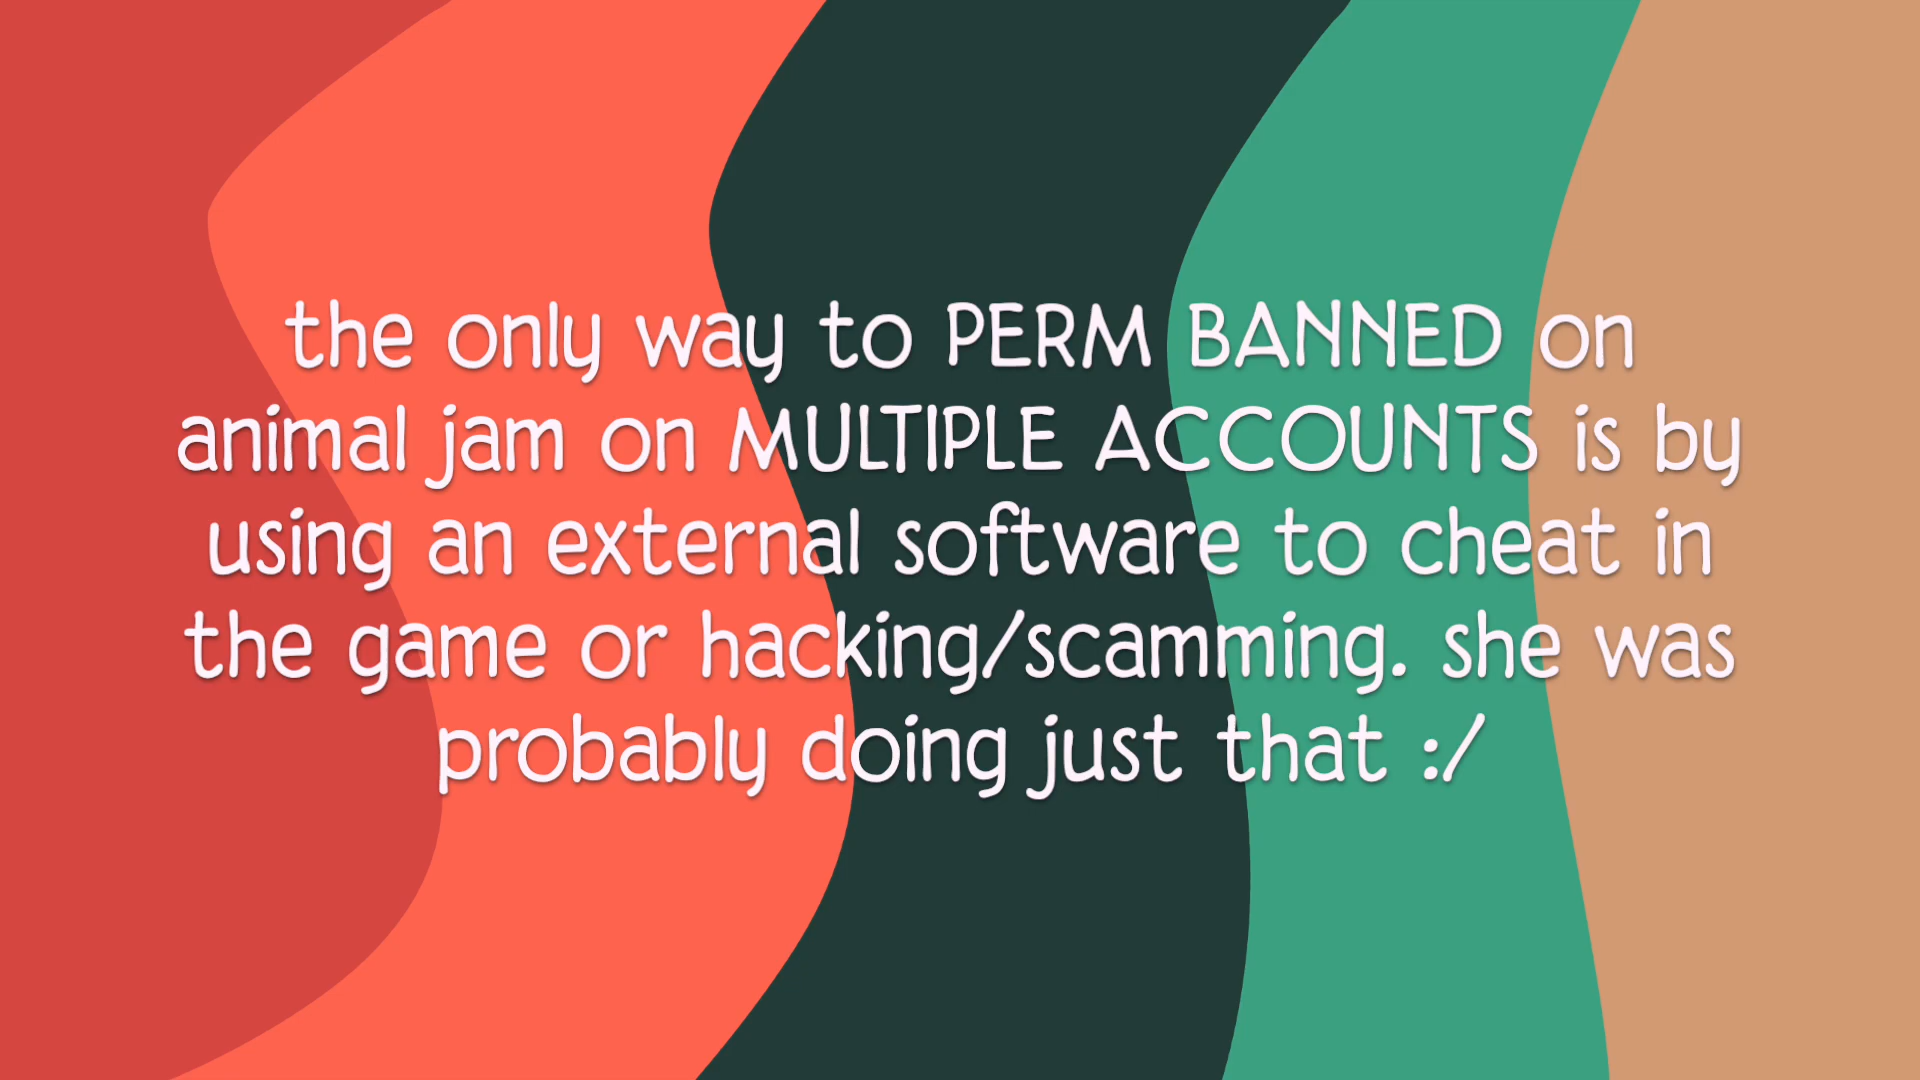 the only way to PERM BANNED on
animal jam on MULTIPLE ACCOUNTS is by
using an external software to cheat in
the game or hacking/scamming. she was
probably doing just that :/